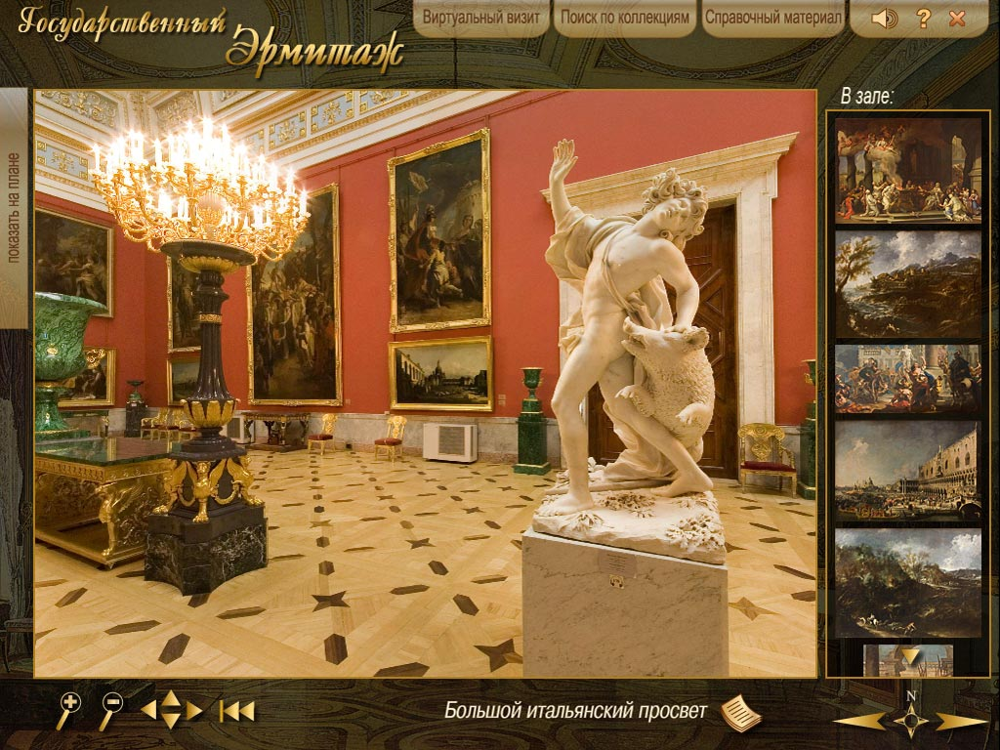 Государственный
Эрмитаж
Виртуальный визит
Поиск по коллекциям
Справочный материал
?
показать на плане
В зале:
Большой итальянский просвет
N